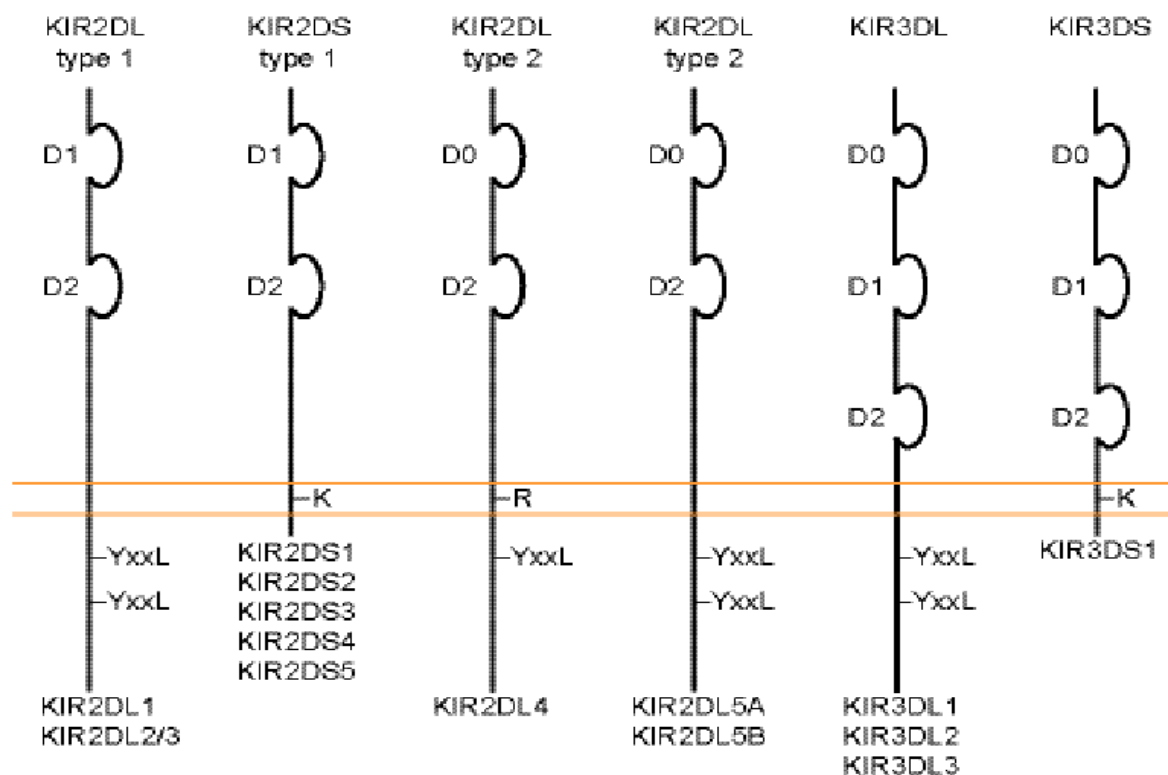 KIR2DL
type 1
KIR2DS
type 1
KIR2DL
type 2
KIR2DL
type 2
KIR3DL
KIR3DS
D1
D1
D0
D0
D0
D0
D2
D2
D2
D2
D1
D1
D2
D2
K
R
K
YxxL
YxxL
YxxL
YxxL
YxxL
YxxL
YxxL
KIR2DL1
KIR2DL2/3
KIR2DS1
KIR2DS2
KIR2DS3
KIR2DS4
KIR2DS5
KIR2DL4
KIR2DL5A
KIR2DL5B
KIR3DL1
KIR3DL2
KIR3DL3
KIR3DS1